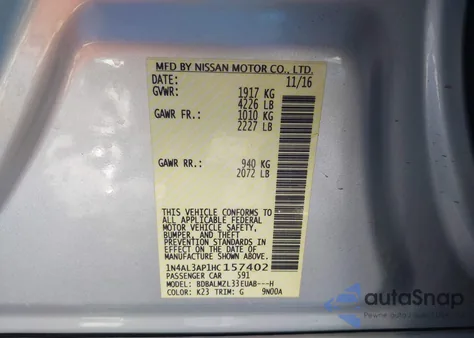 MFD BY NISSAN MOTOR CO., LTD.
DATE: 11/16
GVWR: 1917 KG
4226 LB
GAWR FR.: 1010 KG
2227 LB
GAWR RR.: 940 KG
2072 LB
THIS VEHICLE CONFORMS TO
ALL APPLICABLE FEDERAL
MOTOR VEHICLE SAFETY,
BUMPER, AND THEFT
PREVENTION STANDARDS IN
EFFECT ON THE DATE OF
MANUFACTURE SHOWN ABOVE.
1N4AL3AP1HC157402
PASSENGER CAR 591
MODEL: BDBALMZL33EUAB---H
COLOR: K23 TRIM: G 9N00A
autoSnap